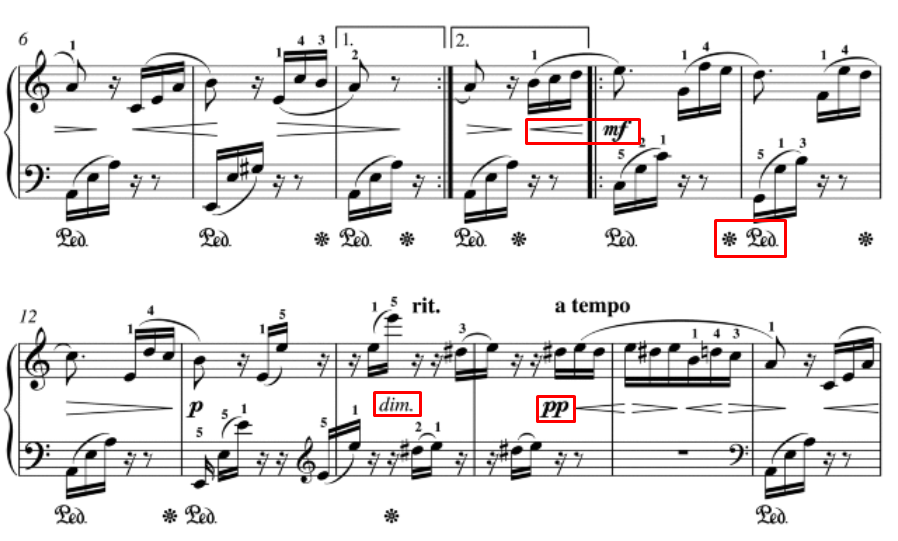 6
1 1 4 3 1. 2 2. 1 1 4 1 4
mf
5 2 1 5 1 3
Ped. Ped. Ped. Ped. Ped. Ped.
12
rit. a tempo
4 1 1 5 1 5 3 1 4 3 1
p dim. pp
5 5 1 5 1 2 1
Ped. Ped. Ped.